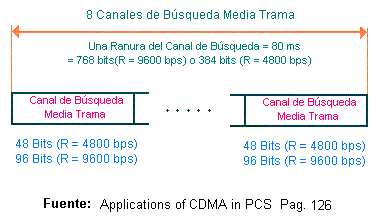 8 Canales de Búsqueda Media Trama
Una Ranura del Canal de Búsqueda = 80 ms
= 768 bits(R = 9600 bps) o 384 bits (R = 4800 bps)
Canal de Búsqueda
Media Trama
. . . . .
Canal de Búsqueda
Media Trama
48 Bits (R = 4800 bps)
96 Bits (R = 9600 bps)
48 Bits (R = 4800 bps)
96 Bits (R = 9600 bps)
Fuente: Applications of CDMA in PCS Pag. 126